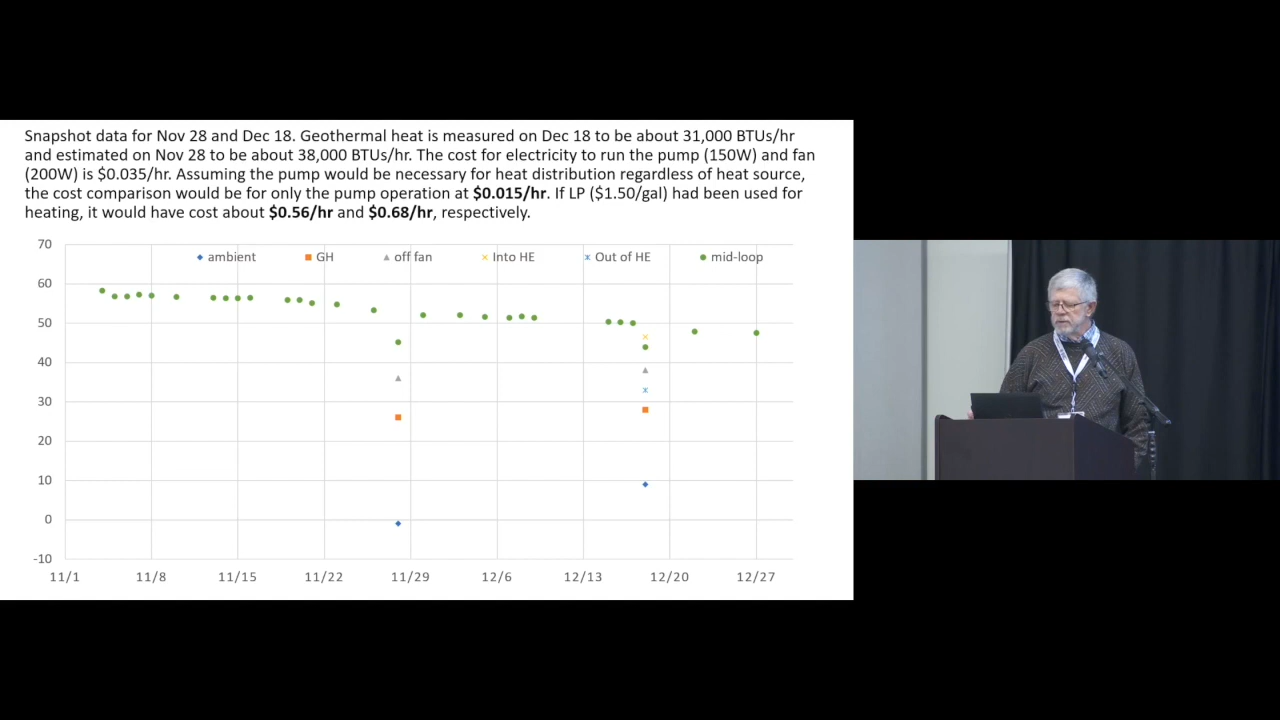 Snapshot data for Nov 28 and Dec 18. Geothermal heat is measured on Dec 18 to be about 31,000 BTUs/hr
and estimated on Nov 28 to be about 38,000 BTUs/hr. The cost for electricity to run the pump (150W) and fan
(200W) is $0.035/hr. Assuming the pump would be necessary for heat distribution regardless of heat source,
the cost comparison would be for only the pump operation at $0.015/hr. If LP ($1.50/gal) had been used for
heating, it would have cost about $0.56/hr and $0.68/hr, respectively.
70
ambient GH off fan Into HE Out of HE mid-loop
60
50
40
30
20
10
0
-10
11/1 11/8 11/15 11/22 11/29 12/6 12/13 12/20 12/27